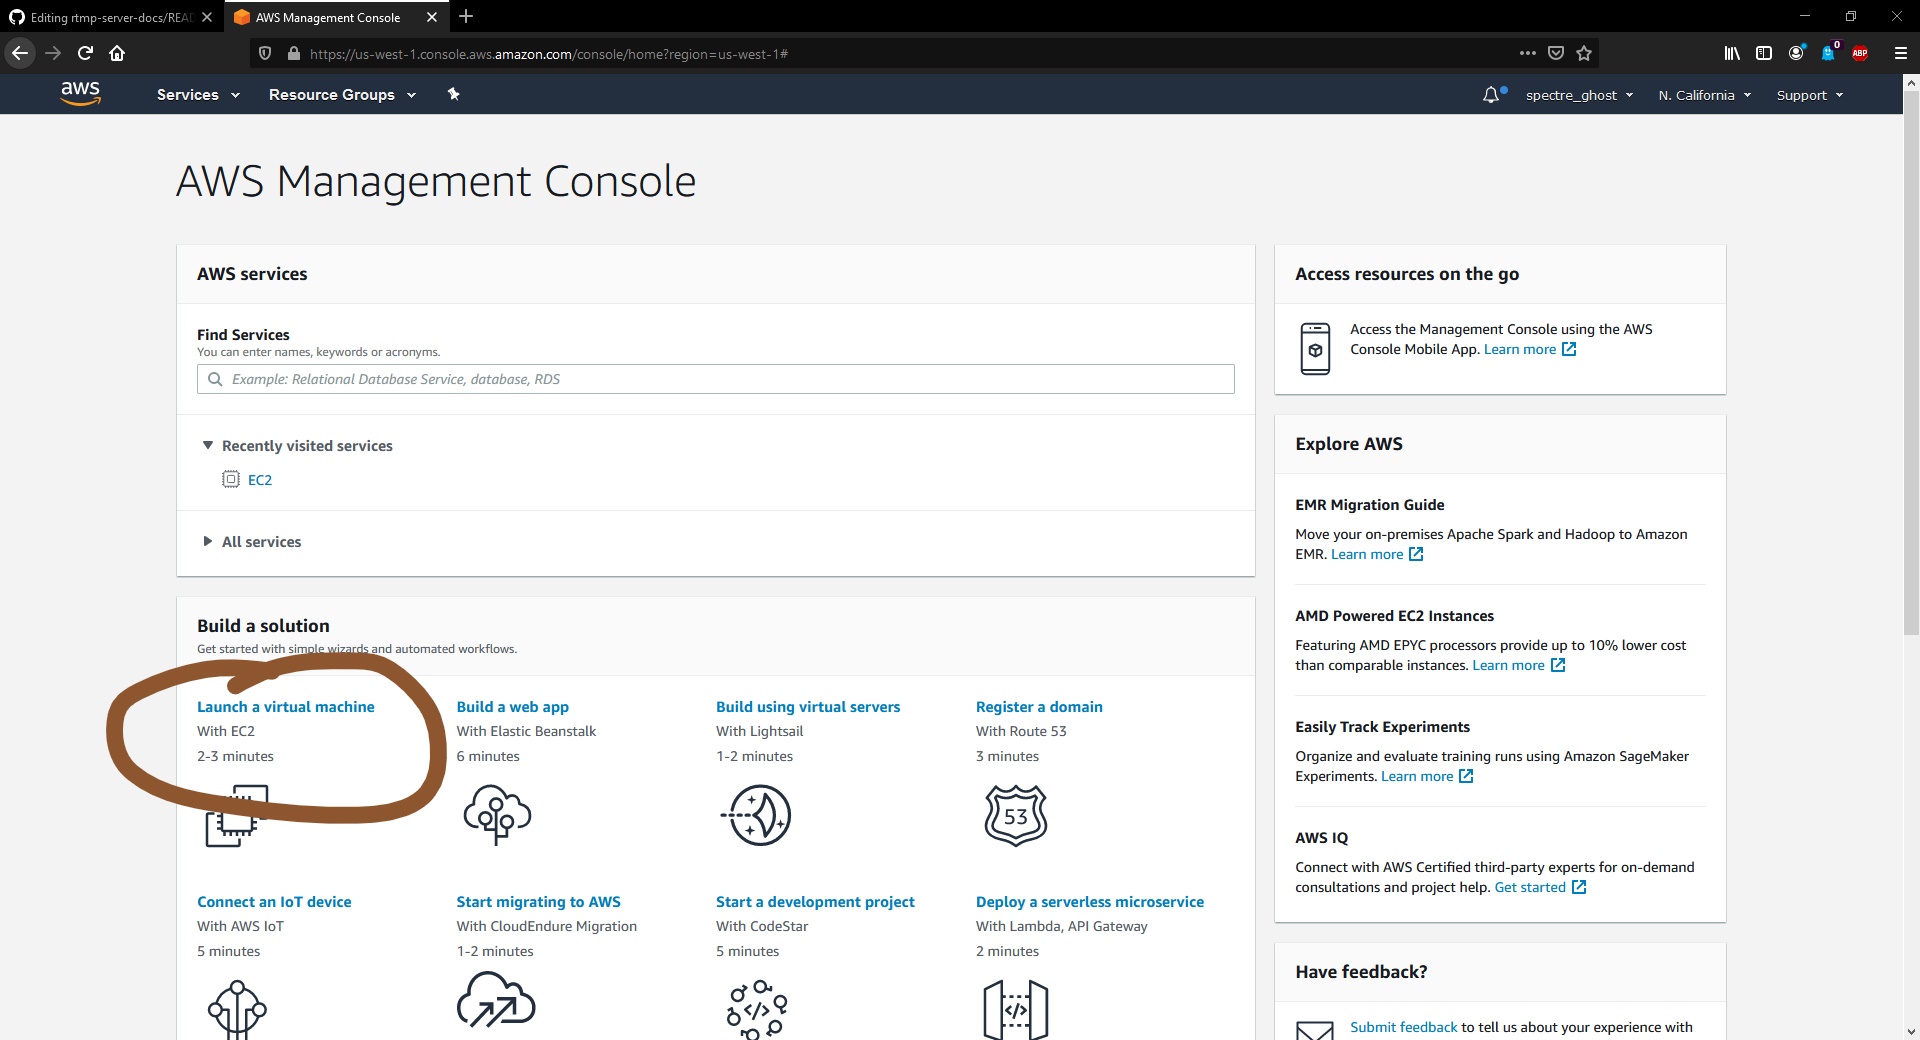 Editing rtmp-server-docs/READ
AWS Management Console
https://us-west-1.console.aws.amazon.com/console/home?region=us-west-1#
0
ABP
aws
Services
Resource Groups
spectre_ghost
N. California
Support
AWS Management Console
AWS services
Find Services
You can enter names, keywords or acronyms.
Example: Relational Database Service, database, RDS
Recently visited services
EC2
All services
Build a solution
Get started with simple wizards and automated workflows.
Launch a virtual machine
With EC2
2-3 minutes
Build a web app
With Elastic Beanstalk
6 minutes
Build using virtual servers
With Lightsail
1-2 minutes
Register a domain
With Route 53
3 minutes
53
Connect an IoT device
With AWS IoT
5 minutes
Start migrating to AWS
With CloudEndure Migration
1-2 minutes
Start a development project
With CodeStar
5 minutes
</>
Deploy a serverless microservice
With Lambda, API Gateway
2 minutes
</>
Access resources on the go
Access the Management Console using the AWS
Console Mobile App. Learn more
Explore AWS
EMR Migration Guide
Move your on-premises Apache Spark and Hadoop to Amazon
EMR. Learn more
AMD Powered EC2 Instances
Featuring AMD EPYC processors provide up to 10% lower cost
than comparable instances. Learn more
Easily Track Experiments
Organize and evaluate training runs using Amazon SageMaker
Experiments. Learn more
AWS IQ
Connect with AWS Certified third-party experts for on-demand
consultations and project help. Get started
Have feedback?
Submit feedback to tell us about your experience with